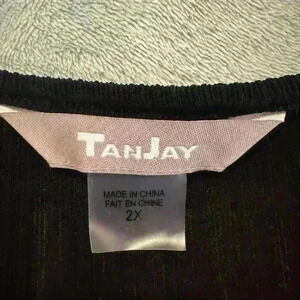 TANJAY
MADE IN CHINA
FAIT EN CHINE
2X